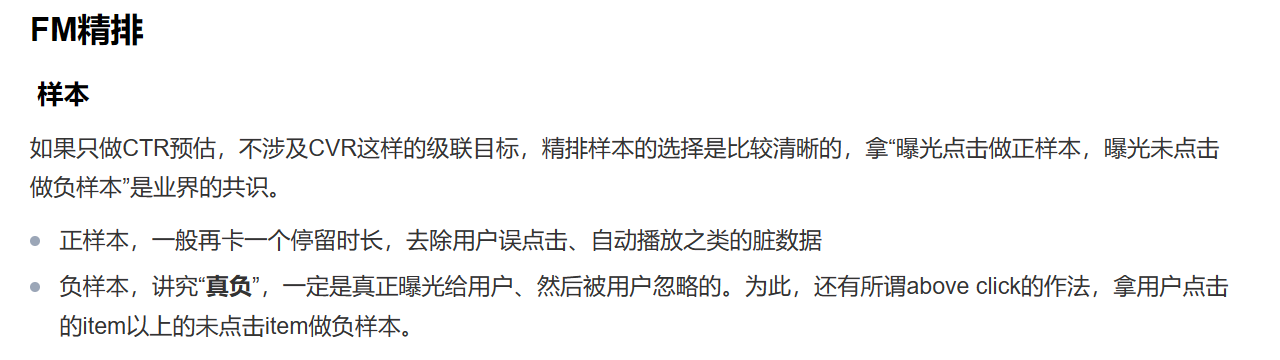 FM精排
样本
如果只做CTR预估，不涉及CVR这样的级联目标，精排样本的选择是比较清晰的，拿“曝光点击做正样本，曝光未点击
做负样本”是业界的共识。
正样本，一般再卡一个停留时长，去除用户误点击、自动播放之类的脏数据
负样本，讲究“真负”，一定是真正曝光给用户、然后被用户忽略的。为此，还有所谓above click的作法，拿用户点击
的item以上的未点击item做负样本。